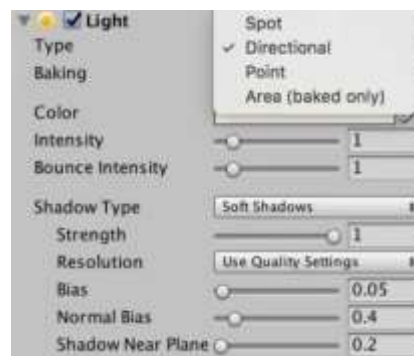 Light
Spot
Type
Directional
Baking
Point
Area (baked only)
Color
Intensity 1
Bounce Intensity 1
Shadow Type Soft Shadows
Strength 1
Resolution Use Quality Settings
Bias 0.05
Normal Bias 0.4
Shadow Near Plane 0.2